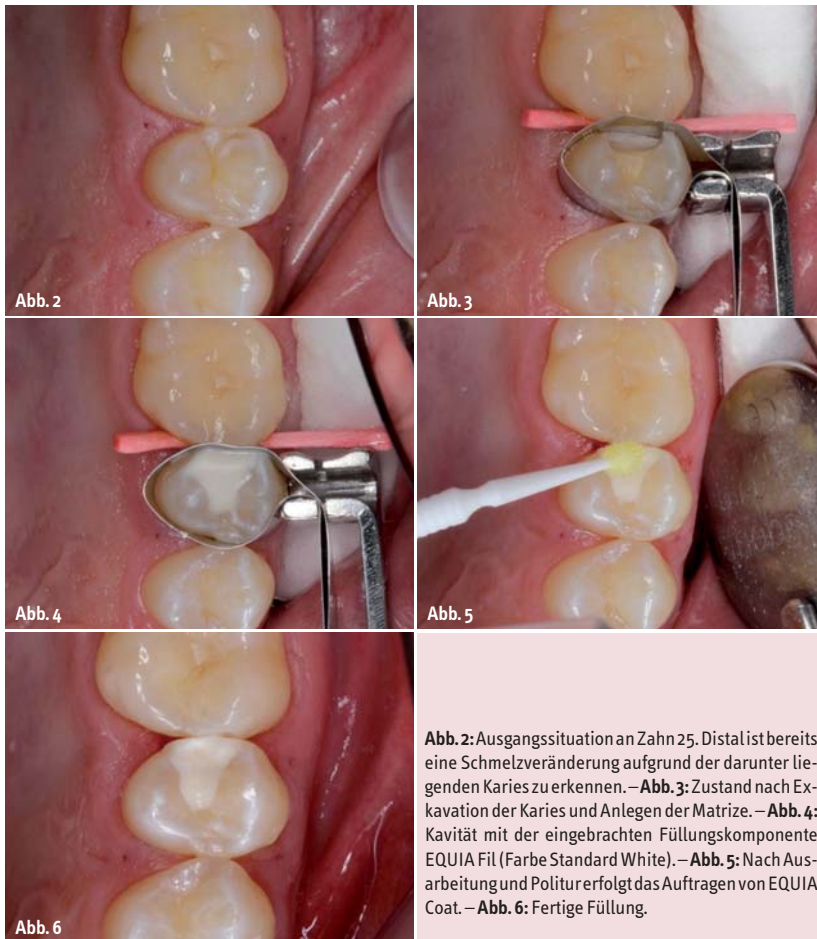 Abb. 2
Abb. 3
Abb. 4
Abb. 5
Abb. 6
Abb. 2: Ausgangssituation an Zahn 25. Distal ist bereits
eine Schmelzveränderung aufgrund der darunter lie-
genden Karies zu erkennen. – Abb. 3: Zustand nach Ex-
kavation der Karies und Anlegen der Matrize. – Abb. 4:
Kavität mit der eingebrachten Füllungskomponente
EQUIA Fil (Farbe Standard White). – Abb. 5: Nach Aus-
arbeitung und Politur erfolgt das Auftragen von EQUIA
Coat. – Abb. 6: Fertige Füllung.